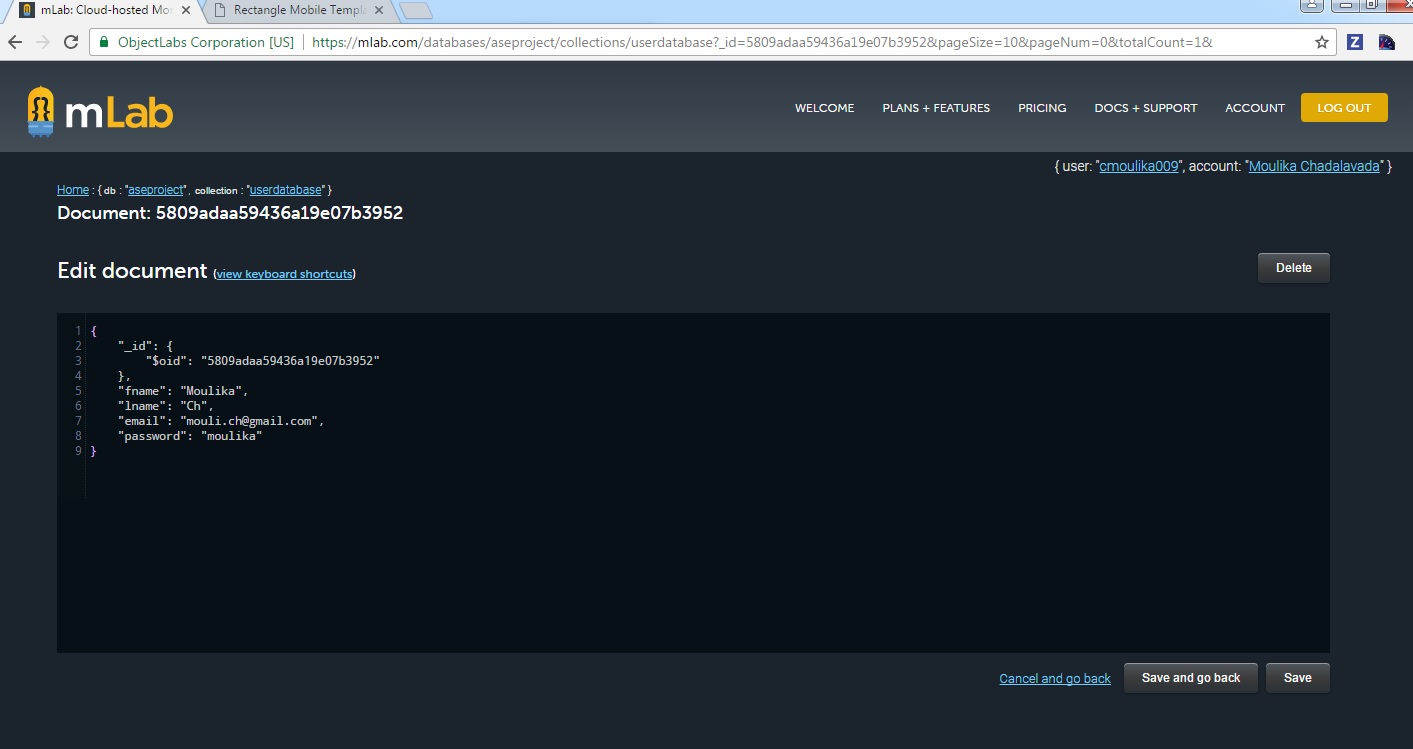 mLab: Cloud-hosted Mo
Rectangle Mobile Templ
ObjectLabs Corporation [US] https://mlab.com/databases/aseproject/collections/userdatabase?_id=5809adaa59436a19e07b3952&pageSize=10&pageNum=0&totalCount=1& Z
mLab WELCOME PLANS + FEATURES PRICING DOCS + SUPPORT ACCOUNT LOG OUT
{ user: "cmoulika009", account: "Moulika Chadalavada" }
Home : { db : "aseproject" , collection : "userdatabase" }
Document: 5809adaa59436a19e07b3952
Edit document (view keyboard shortcuts) Delete
1 {
2 "_id": {
3 "$oid": "5809adaa59436a19e07b3952"
4 },
5 "fname": "Moulika",
6 "lname": "Ch",
7 "email": "mouli.ch@gmail.com",
8 "password": "moulika"
9 }
Cancel and go back Save and go back Save